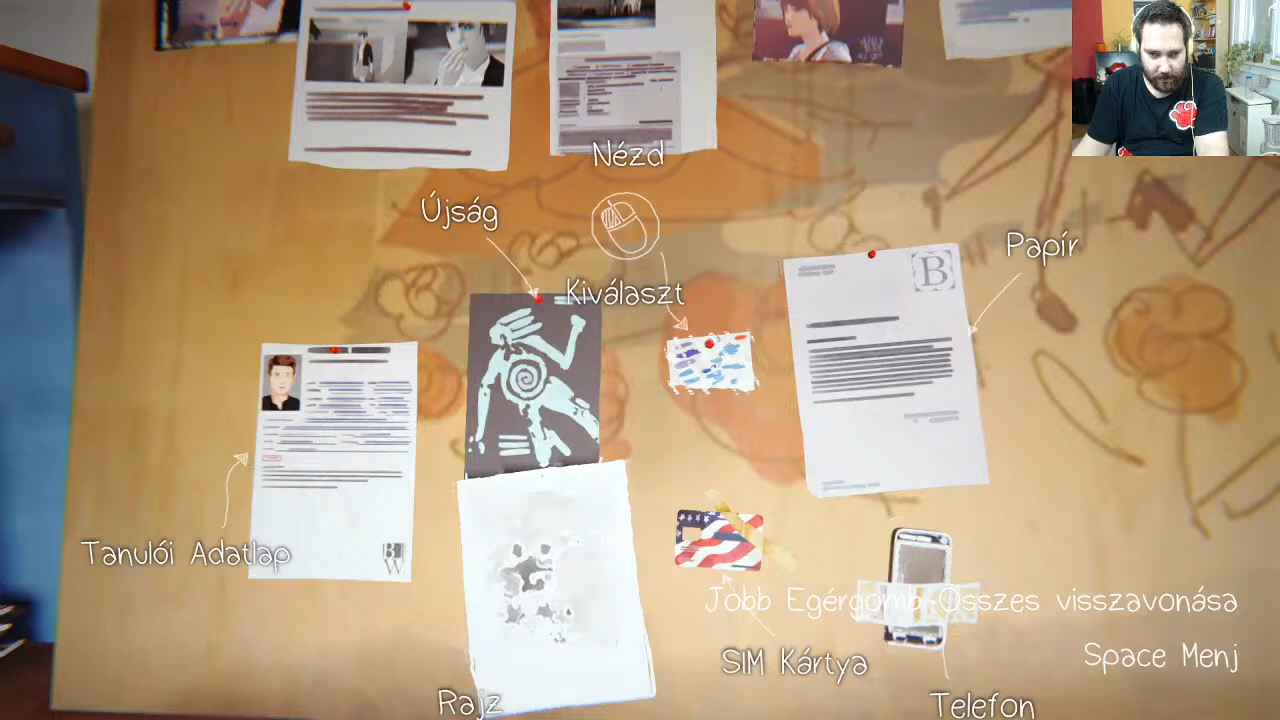 Nézd
Újság
Papír
Kiválaszt
B
Tanulói Adatlap
BW
Jobb Egérgomb Összes visszavonása
SIM Kártya
Space Menj
Rajz
Telefon